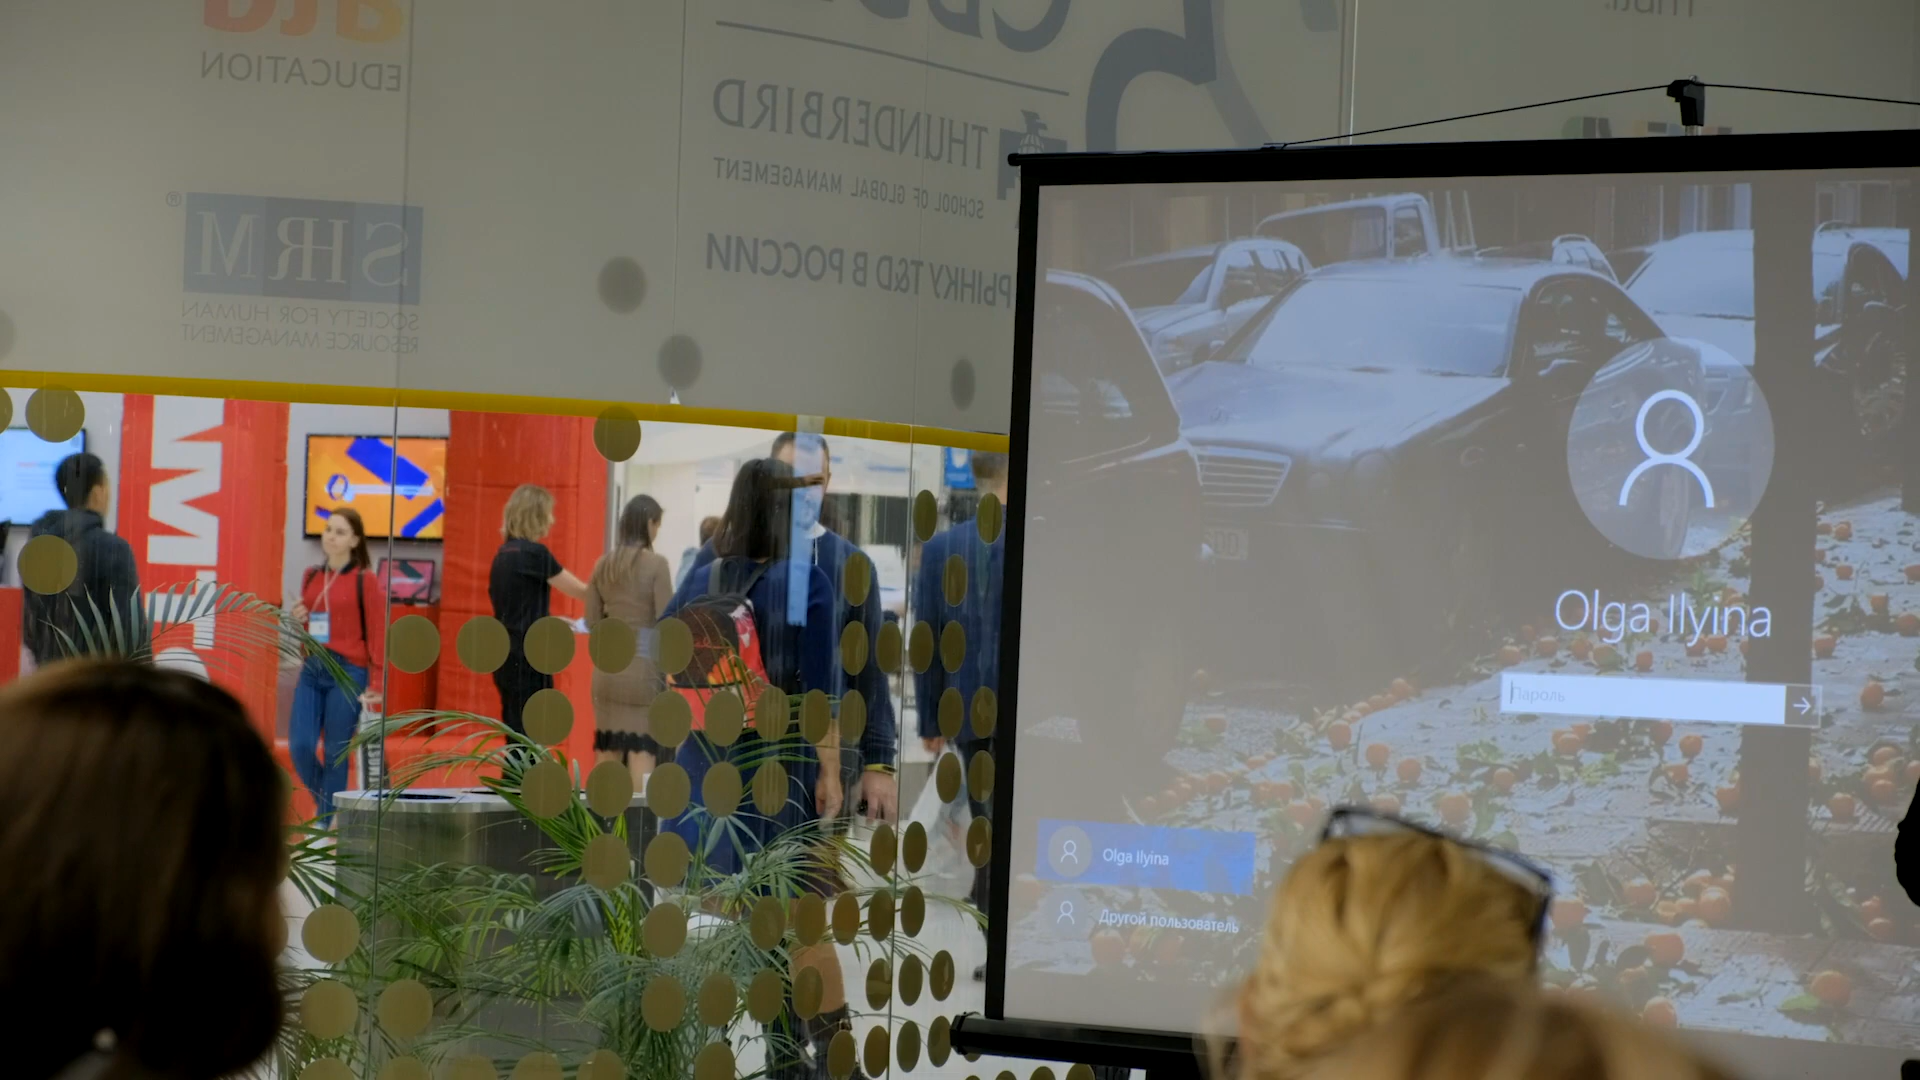 EDUCATION
SHRM®
SOCIETY FOR HUMAN
RESOURCE MANAGEMENT
THUNDERBIRD
SCHOOL OF GLOBAL MANAGEMENT
РЫНКУ T&D В РОССИИ
Olga Ilyina
Пароль
Olga Ilyina
Другой пользователь